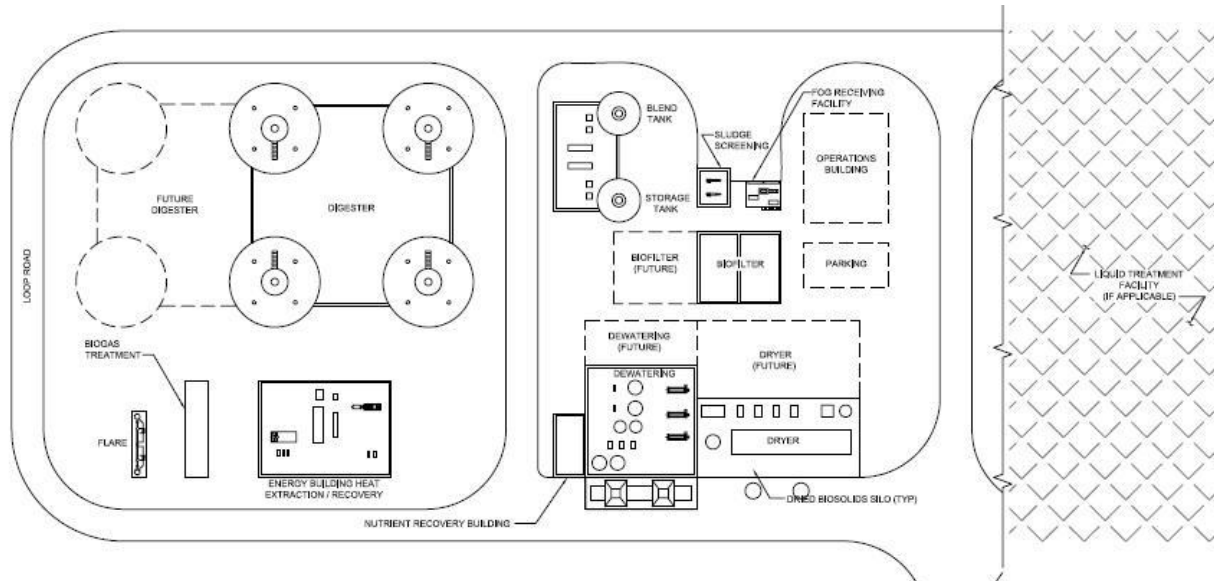 LOOP ROAD
FUTURE
DIGESTER
DIGESTER
BLEND
TANK
STORAGE
TANK
SLUDGE
SCREENING
FOG RECEIVING
FACILITY
OPERATIONS
BUILDING
BIOFILTER
(FUTURE)
BIOFILTER
PARKING
LIQUID TREATMENT
FACILITY
(IF APPLICABLE)
BIOGAS
TREATMENT
FLARE
ENERGY BUILDING HEAT
EXTRACTION / RECOVERY
DEWATERING
(FUTURE)
DEWATERING
DRYER
(FUTURE)
DRYER
DRIED BIOSOLIDS SILO (TYP)
NUTRIENT RECOVERY BUILDING